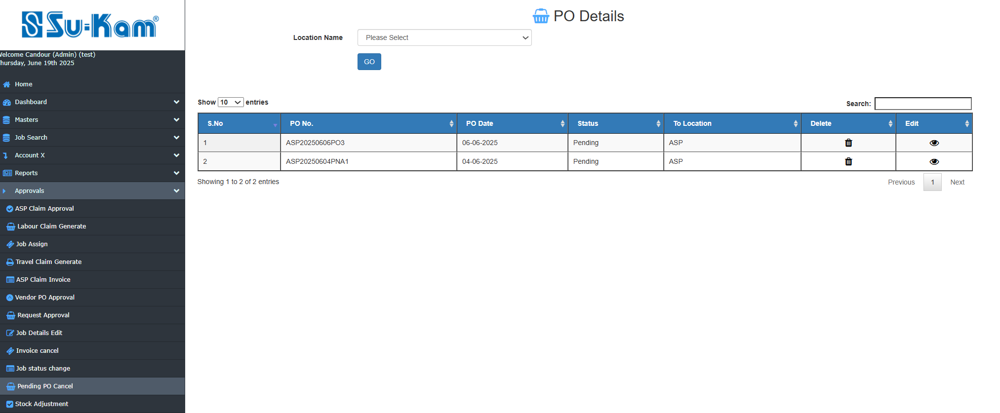 Su-Kam®
Welcome Candour (Admin) (test)
Thursday, June 19th 2025
Home
Dashboard
Masters
Job Search
Account X
Reports
Approvals
ASP Claim Approval
Labour Claim Generate
Job Assign
Travel Claim Generate
ASP Claim Invoice
Vendor PO Approval
Request Approval
Job Details Edit
Invoice cancel
Job status change
Pending PO Cancel
Stock Adjustment
PO Details
Location Name Please Select
GO
Show 10 entries Search:
S.No PO No. PO Date Status To Location Delete Edit
1 ASP20250606PO3 06-06-2025 Pending ASP
2 ASP20250604PNA1 04-06-2025 Pending ASP
Showing 1 to 2 of 2 entries Previous 1 Next